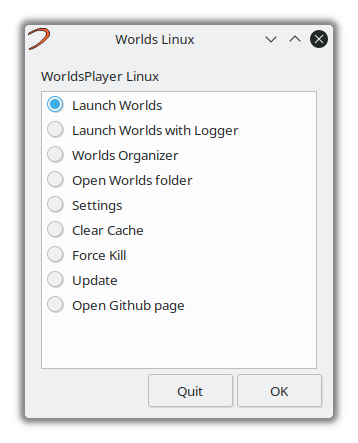 Worlds Linux
WorldsPlayer Linux
Launch Worlds
Launch Worlds with Logger
Worlds Organizer
Open Worlds folder
Settings
Clear Cache
Force Kill
Update
Open Github page
Quit
OK